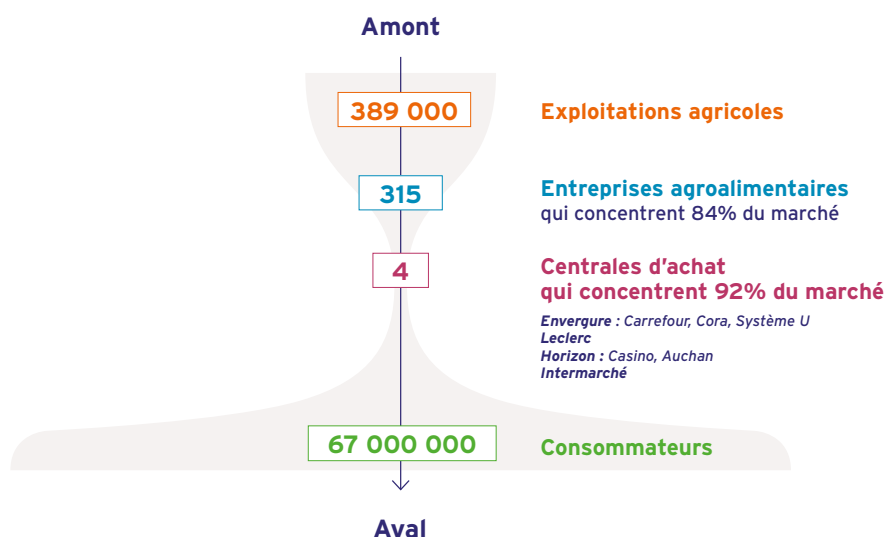 Amont
389 000
Exploitations agricoles
315
Entreprises agroalimentaires
qui concentrent 84% du marché
4
Centrales d'achat
qui concentrent 92% du marché
Envergure : Carrefour, Cora, Système U
Leclerc
Horizon : Casino, Auchan
Intermarché
67 000 000
Consommateurs
Aval